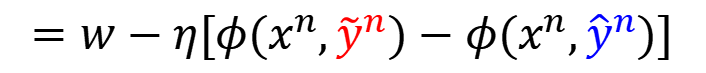 = w − η[ϕ(xⁿ, ỹⁿ) − ϕ(xⁿ, ŷⁿ)]